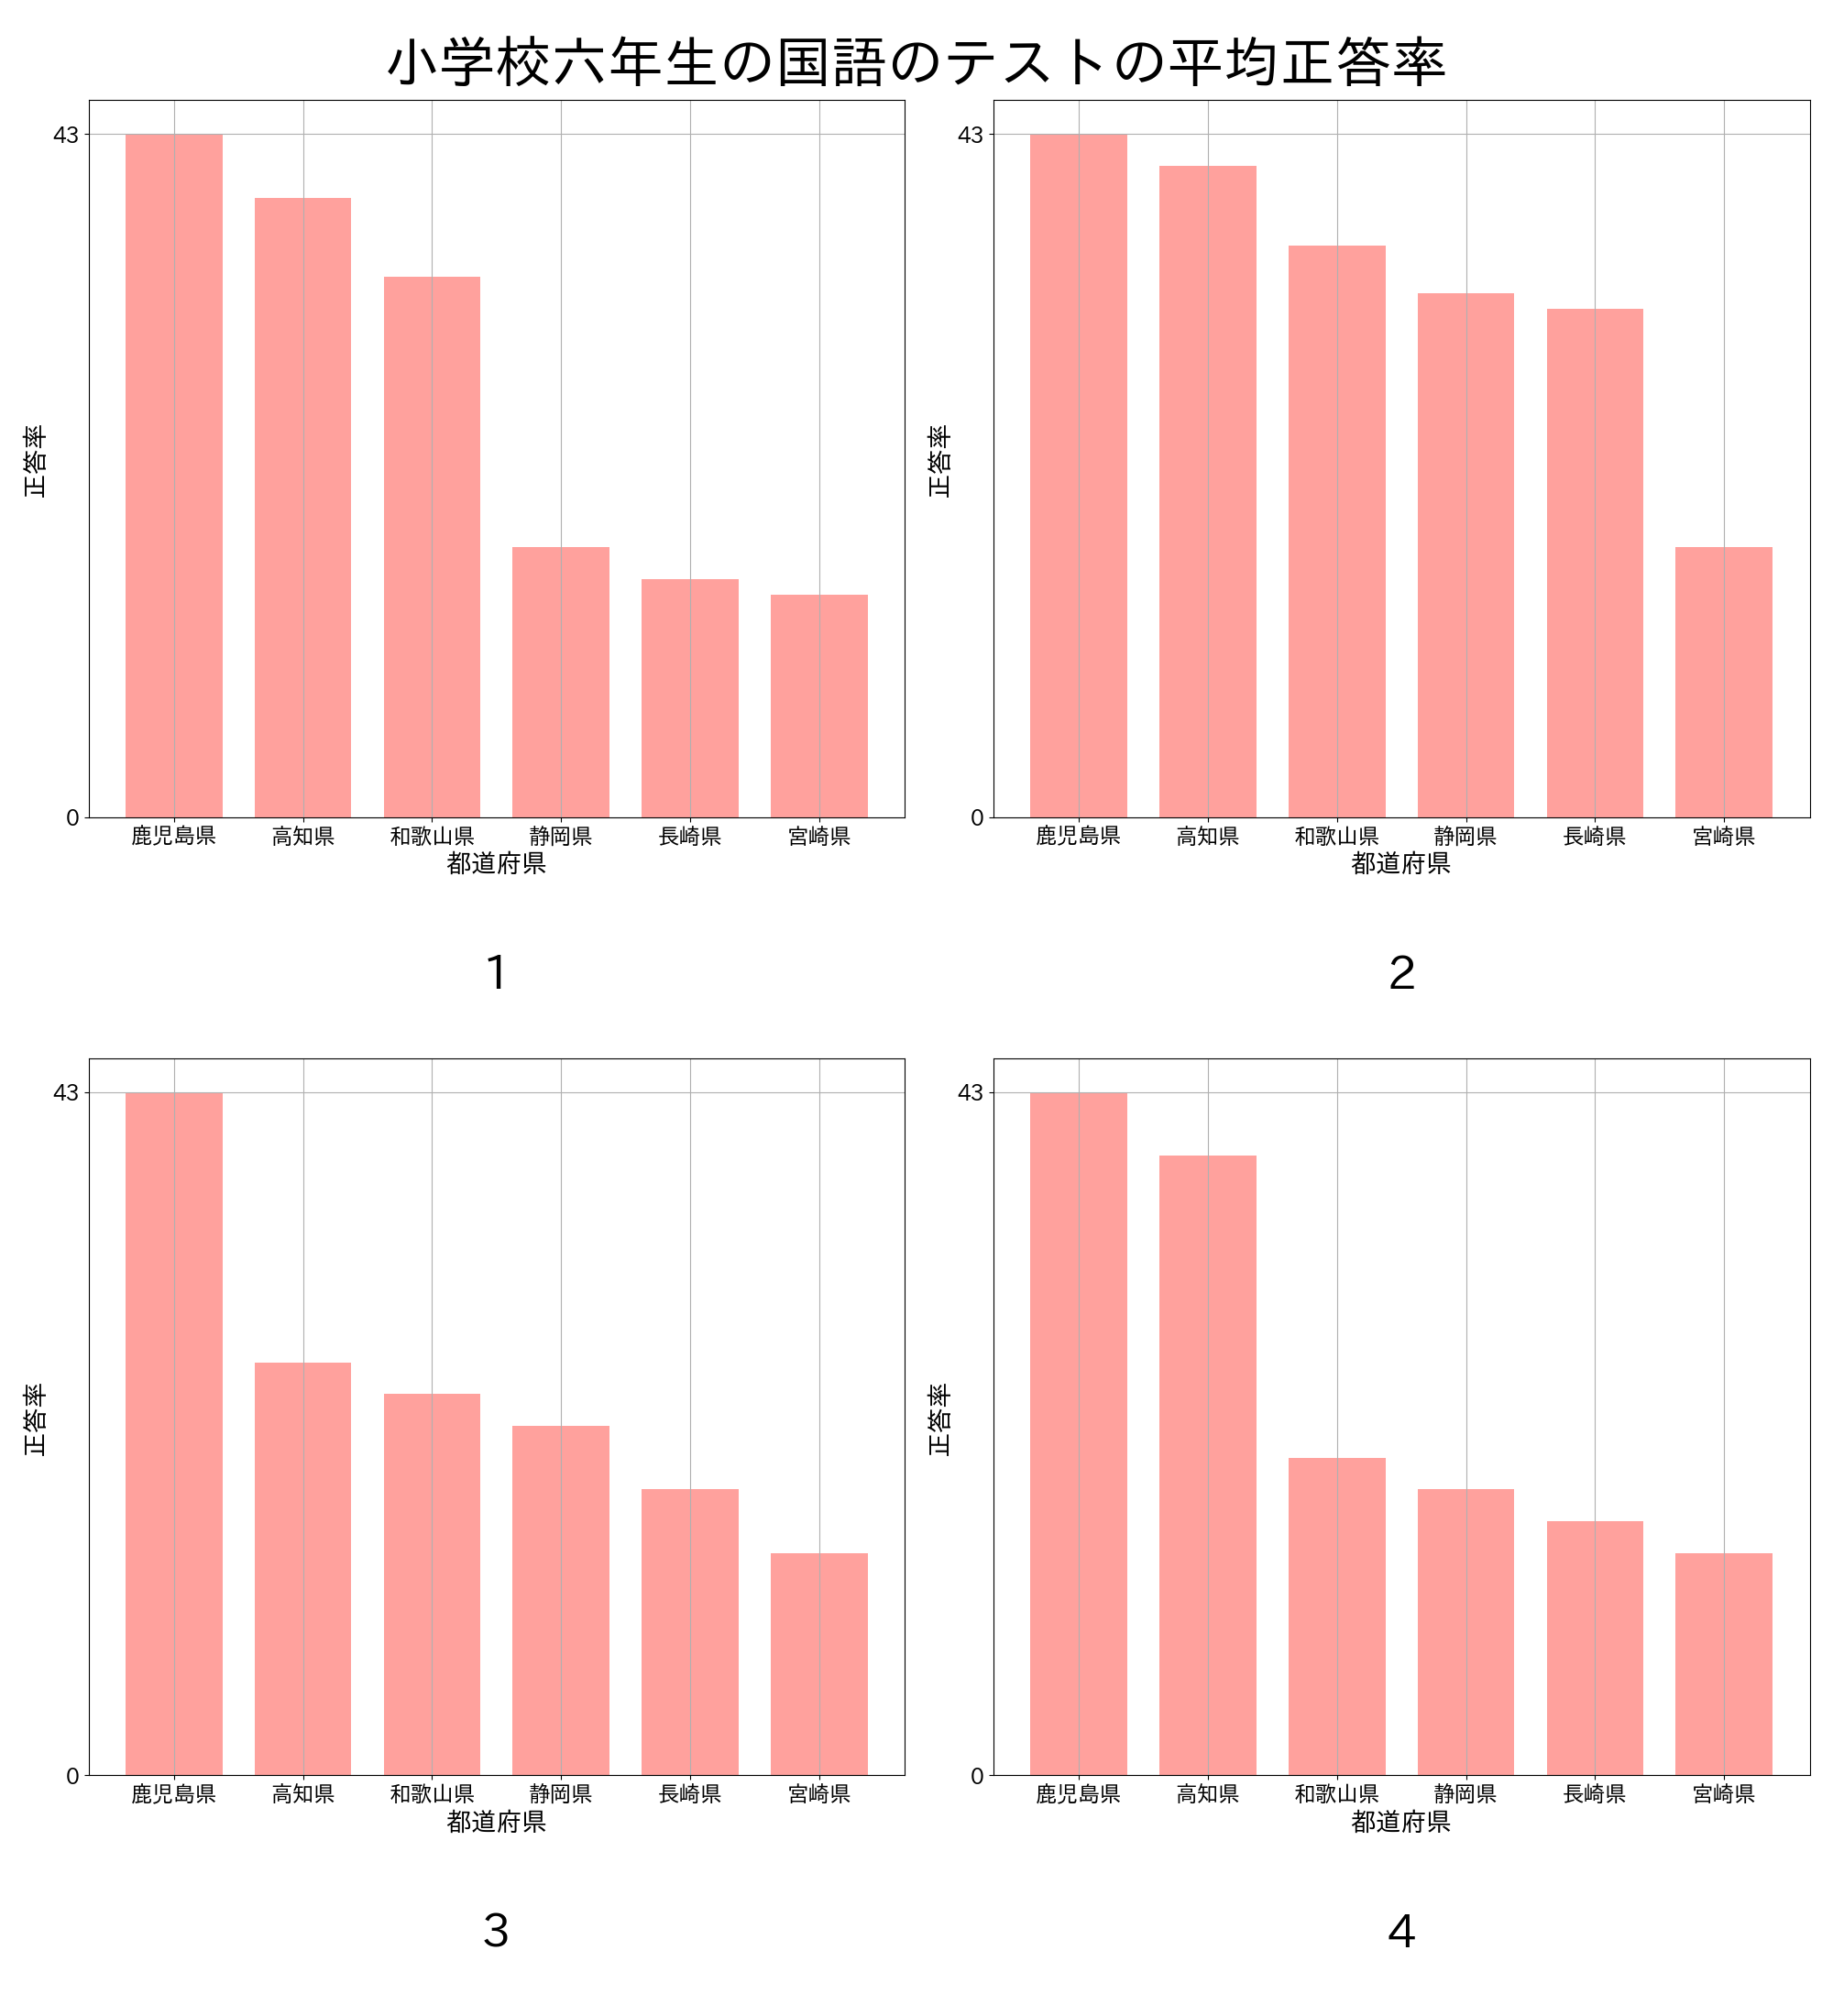 小学校六年生の国語のテストの平均正答率
43
0
正答率
鹿児島県 高知県 和歌山県 静岡県 長崎県 宮崎県
都道府県
1
43
0
正答率
鹿児島県 高知県 和歌山県 静岡県 長崎県 宮崎県
都道府県
2
43
0
正答率
鹿児島県 高知県 和歌山県 静岡県 長崎県 宮崎県
都道府県
3
43
0
正答率
鹿児島県 高知県 和歌山県 静岡県 長崎県 宮崎県
都道府県
4